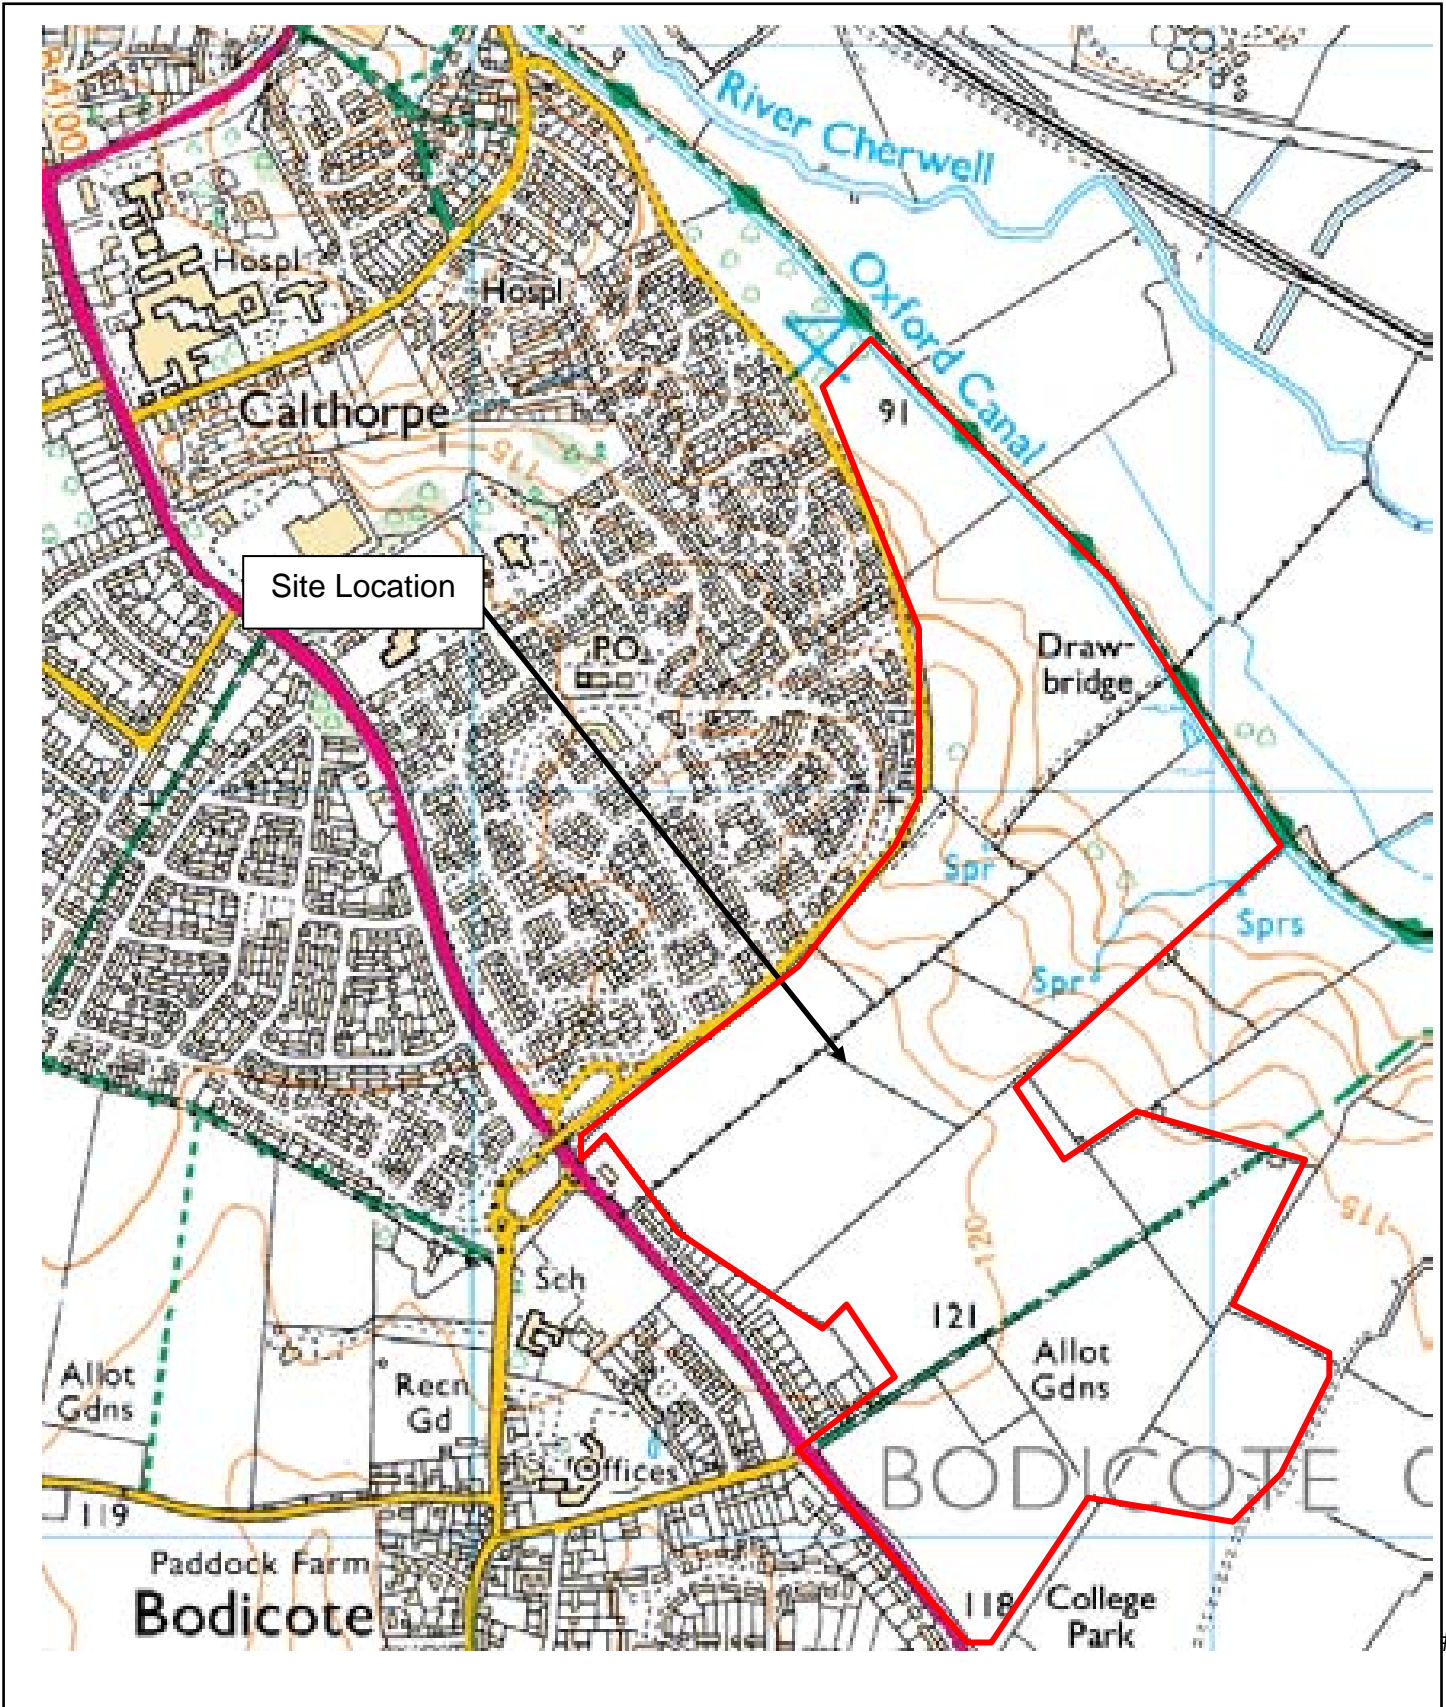 River Cherwell
Hospl
Hospl
Oxford Canal
Calthorpe
91
115
Site Location
PO
Draw-
bridge
Spr
Sprs
Spr
120
115
Sch
121
Allot
Gdns
Allot
Gdns
Recn
Gd
Offices
BODICOTE C
119
Paddock Farm
Bodicote
118
College
Park